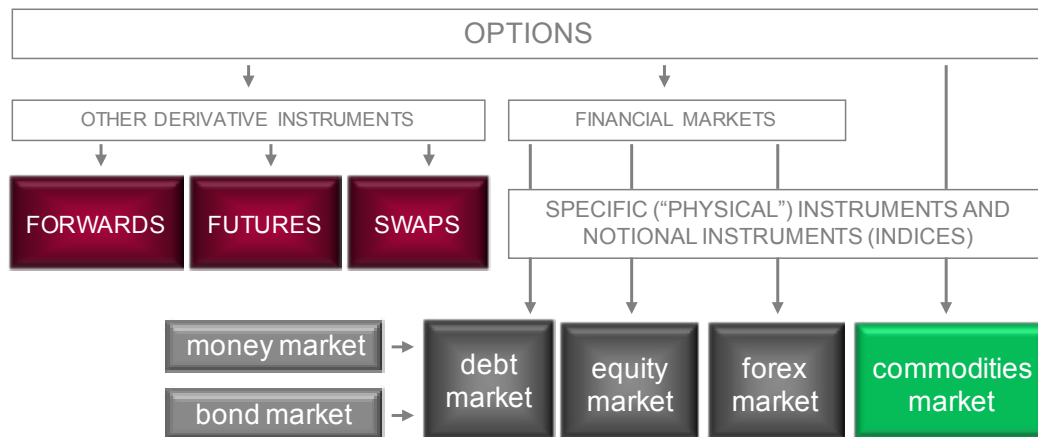 OPTIONS
OTHER DERIVATIVE INSTRUMENTS
FINANCIAL MARKETS
FORWARDS
FUTURES
SWAPS
SPECIFIC (“PHYSICAL”) INSTRUMENTS AND
NOTIONAL INSTRUMENTS (INDICES)
money market
bond market
debt
market
equity
market
forex
market
commodities
market